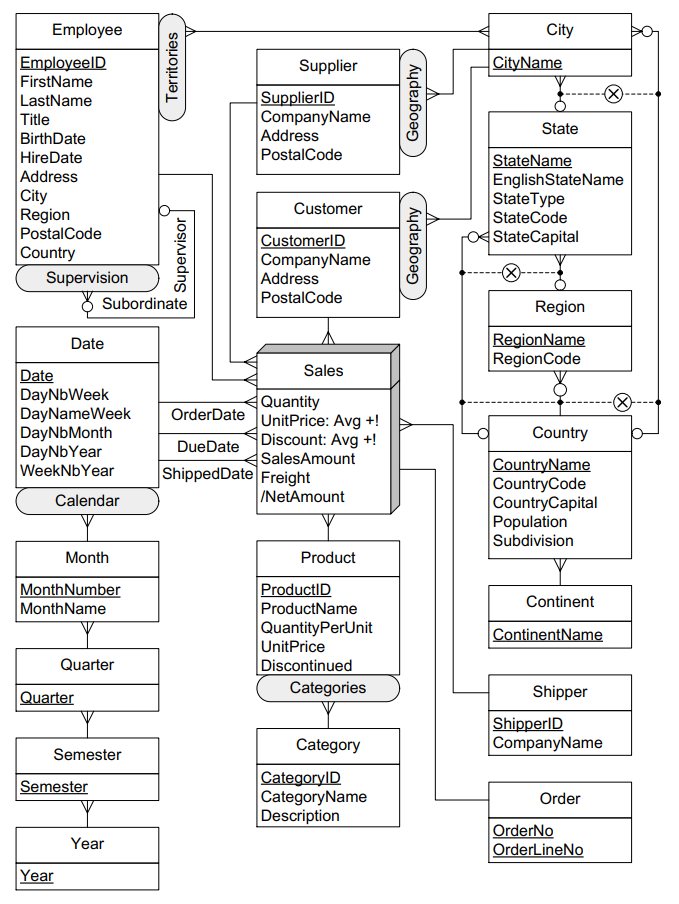 Employee
EmployeeID
FirstName
LastName
Title
BirthDate
HireDate
Address
City
Region
PostalCode
Country
Supervision
Territories
Supervisor
Subordinate
Supplier
SupplierID
CompanyName
Address
PostalCode
Geography
Customer
CustomerID
CompanyName
Address
PostalCode
Geography
City
CityName
State
StateName
EnglishStateName
StateType
StateCode
StateCapital
Region
RegionName
RegionCode
Country
CountryName
CountryCode
CountryCapital
Population
Subdivision
Continent
ContinentName
Date
Date
DayNbWeek
DayNameWeek
DayNbMonth
DayNbYear
WeekNbYear
Calendar
OrderDate
DueDate
ShippedDate
Sales
Quantity
UnitPrice: Avg +!
Discount: Avg +!
SalesAmount
Freight
/NetAmount
Month
MonthNumber
MonthName
Quarter
Quarter
Semester
Semester
Year
Year
Product
ProductID
ProductName
QuantityPerUnit
UnitPrice
Discontinued
Categories
Category
CategoryID
CategoryName
Description
Shipper
ShipperID
CompanyName
Order
OrderNo
OrderLineNo